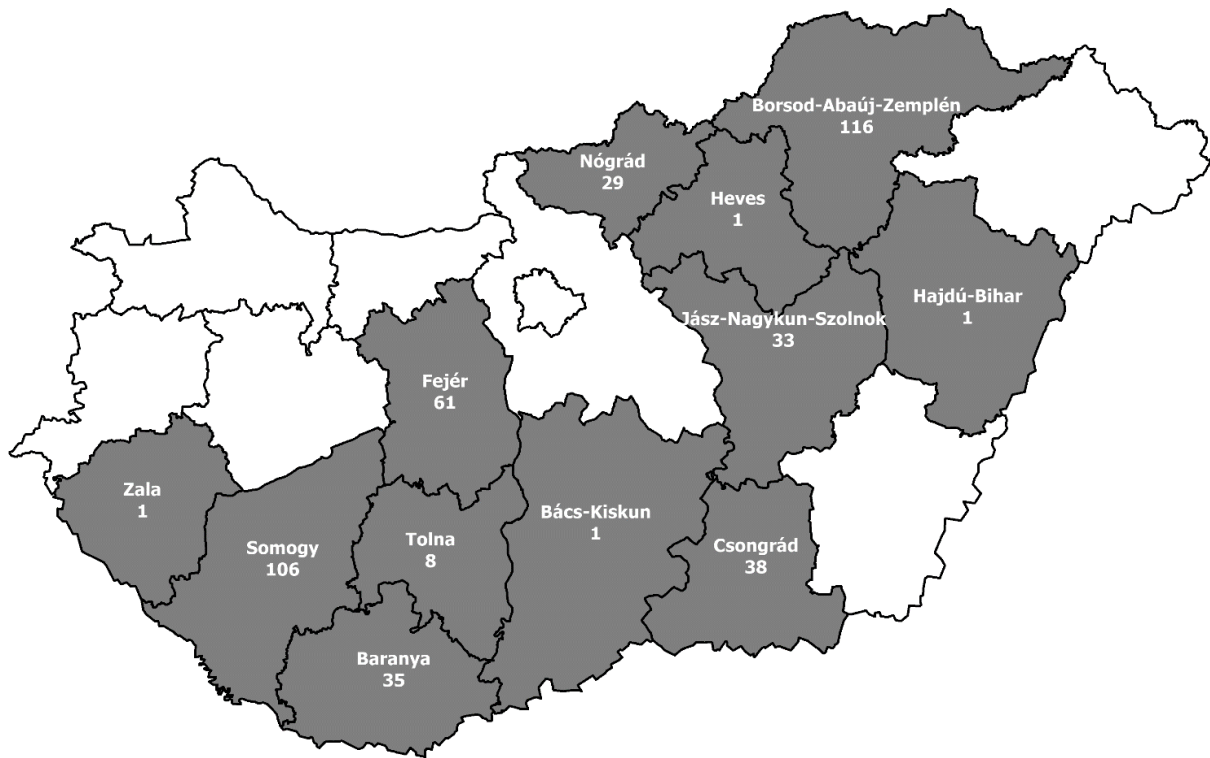 Borsod-Abaúj-Zemplén
116
Nógrád
29
Heves
1
Hajdú-Bihar
1
Jász-Nagykun-Szolnok
33
Fejér
61
Zala
1
Somogy
106
Tolna
8
Bács-Kiskun
1
Csongrád
38
Baranya
35